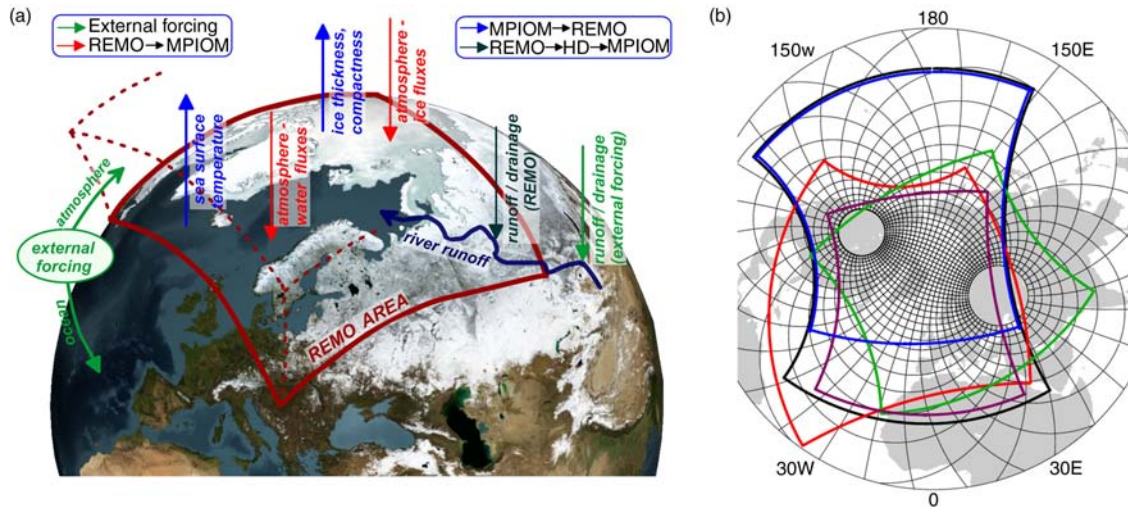 (a)
External forcing
REMO→MPIOM
MPIOM→REMO
REMO→HD→MPIOM
ice thickness,
compactness
atmosphere -
ice fluxes
sea surface
temperature
atmosphere -
water fluxes
runoff / drainage
(REMO)
runoff / drainage
(external forcing)
atmosphere
external
forcing
ocean
river runoff
REMO AREA
(b)
180
150w
150E
30W
30E
0